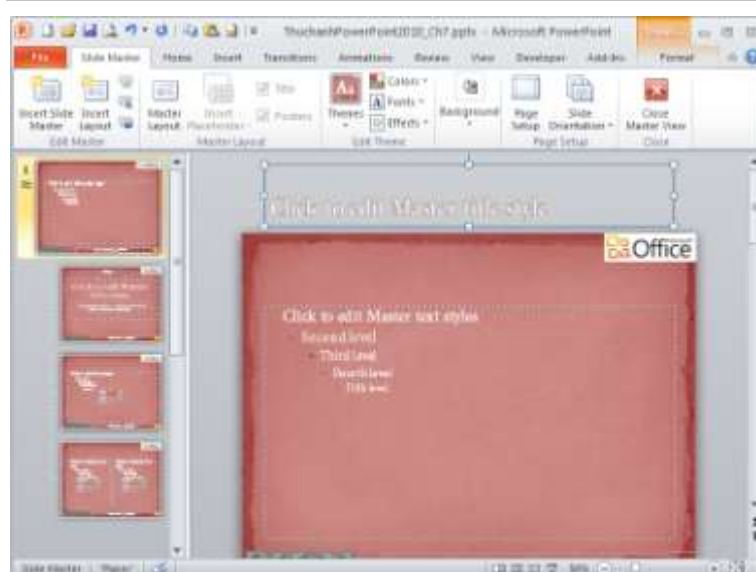 ThuchanhPowerPoint2010_Ch7.pptx - Microsoft PowerPoint
File Slide Master Home Insert Transitions Animations Review View Developer Add-Ins Format
Insert Slide Master
Insert Layout
Master Layout
Insert Placeholder
Title
Footers
Themes
Colors
Fonts
Effects
Background
Page Setup
Slide Orientation
Close Master View
Edit Master Master Layout Edit Theme Page Setup Close
1
Click to edit Master title style
Office
Click to edit Master text styles
Second level
Third level
Fourth level
Fifth level
Slide Master "Paper"